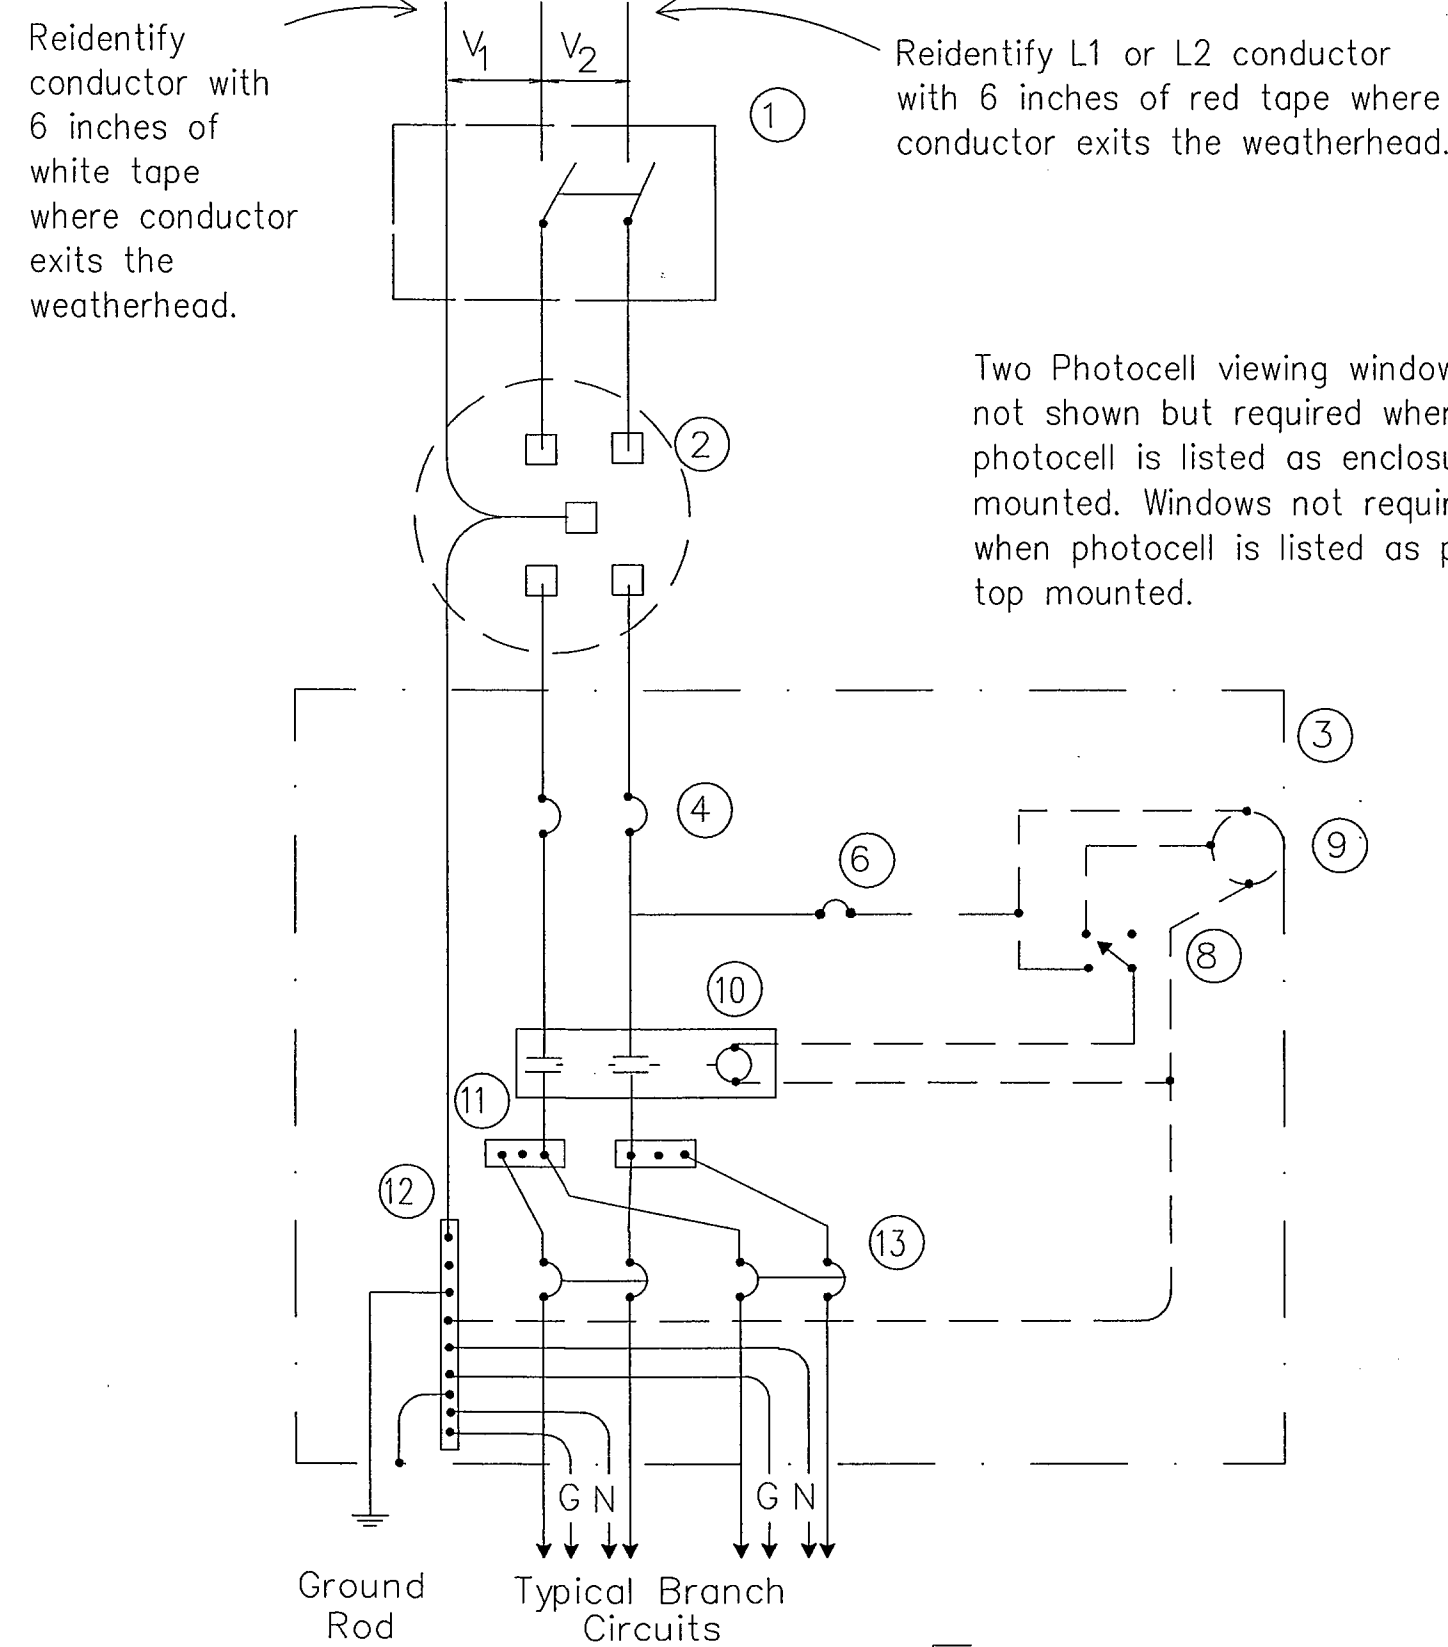 Reidentify
conductor with
6 inches of
white tape
where conductor
exits the
weatherhead.
V1
V2
Reidentify L1 or L2 conductor
with 6 inches of red tape where
conductor exits the weatherhead.
1
2
Two Photocell viewing window
not shown but required when
photocell is listed as enclosu
mounted. Windows not requir
when photocell is listed as p
top mounted.
3
4
6
9
8
10
11
12
13
G N
G N
Ground
Rod
Typical Branch
Circuits